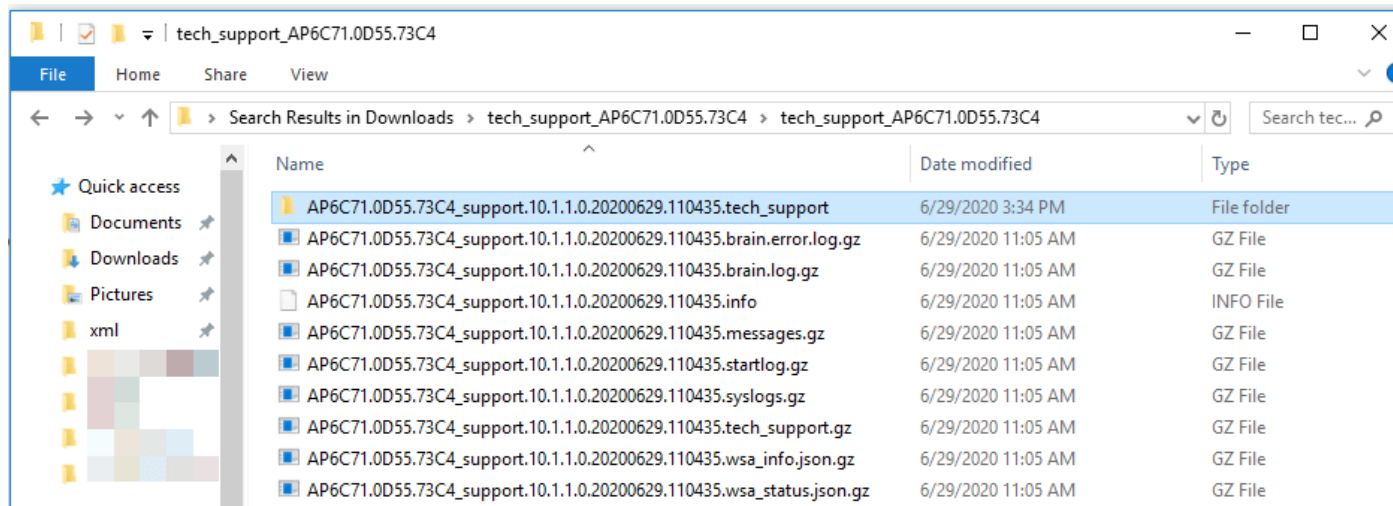 tech_support_AP6C71.0D55.73C4
File Home Share View
Search Results in Downloads > tech_support_AP6C71.0D55.73C4 > tech_support_AP6C71.0D55.73C4 Search tec...
Name Date modified Type
Quick access
AP6C71.0D55.73C4_support.10.1.1.0.20200629.110435.tech_support 6/29/2020 3:34 PM File folder
Documents
AP6C71.0D55.73C4_support.10.1.1.0.20200629.110435.brain.error.log.gz 6/29/2020 11:05 AM GZ File
Downloads
AP6C71.0D55.73C4_support.10.1.1.0.20200629.110435.brain.log.gz 6/29/2020 11:05 AM GZ File
Pictures
AP6C71.0D55.73C4_support.10.1.1.0.20200629.110435.info 6/29/2020 11:05 AM INFO File
xml
AP6C71.0D55.73C4_support.10.1.1.0.20200629.110435.messages.gz 6/29/2020 11:05 AM GZ File
AP6C71.0D55.73C4_support.10.1.1.0.20200629.110435.startlog.gz 6/29/2020 11:05 AM GZ File
AP6C71.0D55.73C4_support.10.1.1.0.20200629.110435.syslogs.gz 6/29/2020 11:05 AM GZ File
AP6C71.0D55.73C4_support.10.1.1.0.20200629.110435.tech_support.gz 6/29/2020 11:05 AM GZ File
AP6C71.0D55.73C4_support.10.1.1.0.20200629.110435.wsa_info.json.gz 6/29/2020 11:05 AM GZ File
AP6C71.0D55.73C4_support.10.1.1.0.20200629.110435.wsa_status.json.gz 6/29/2020 11:05 AM GZ File